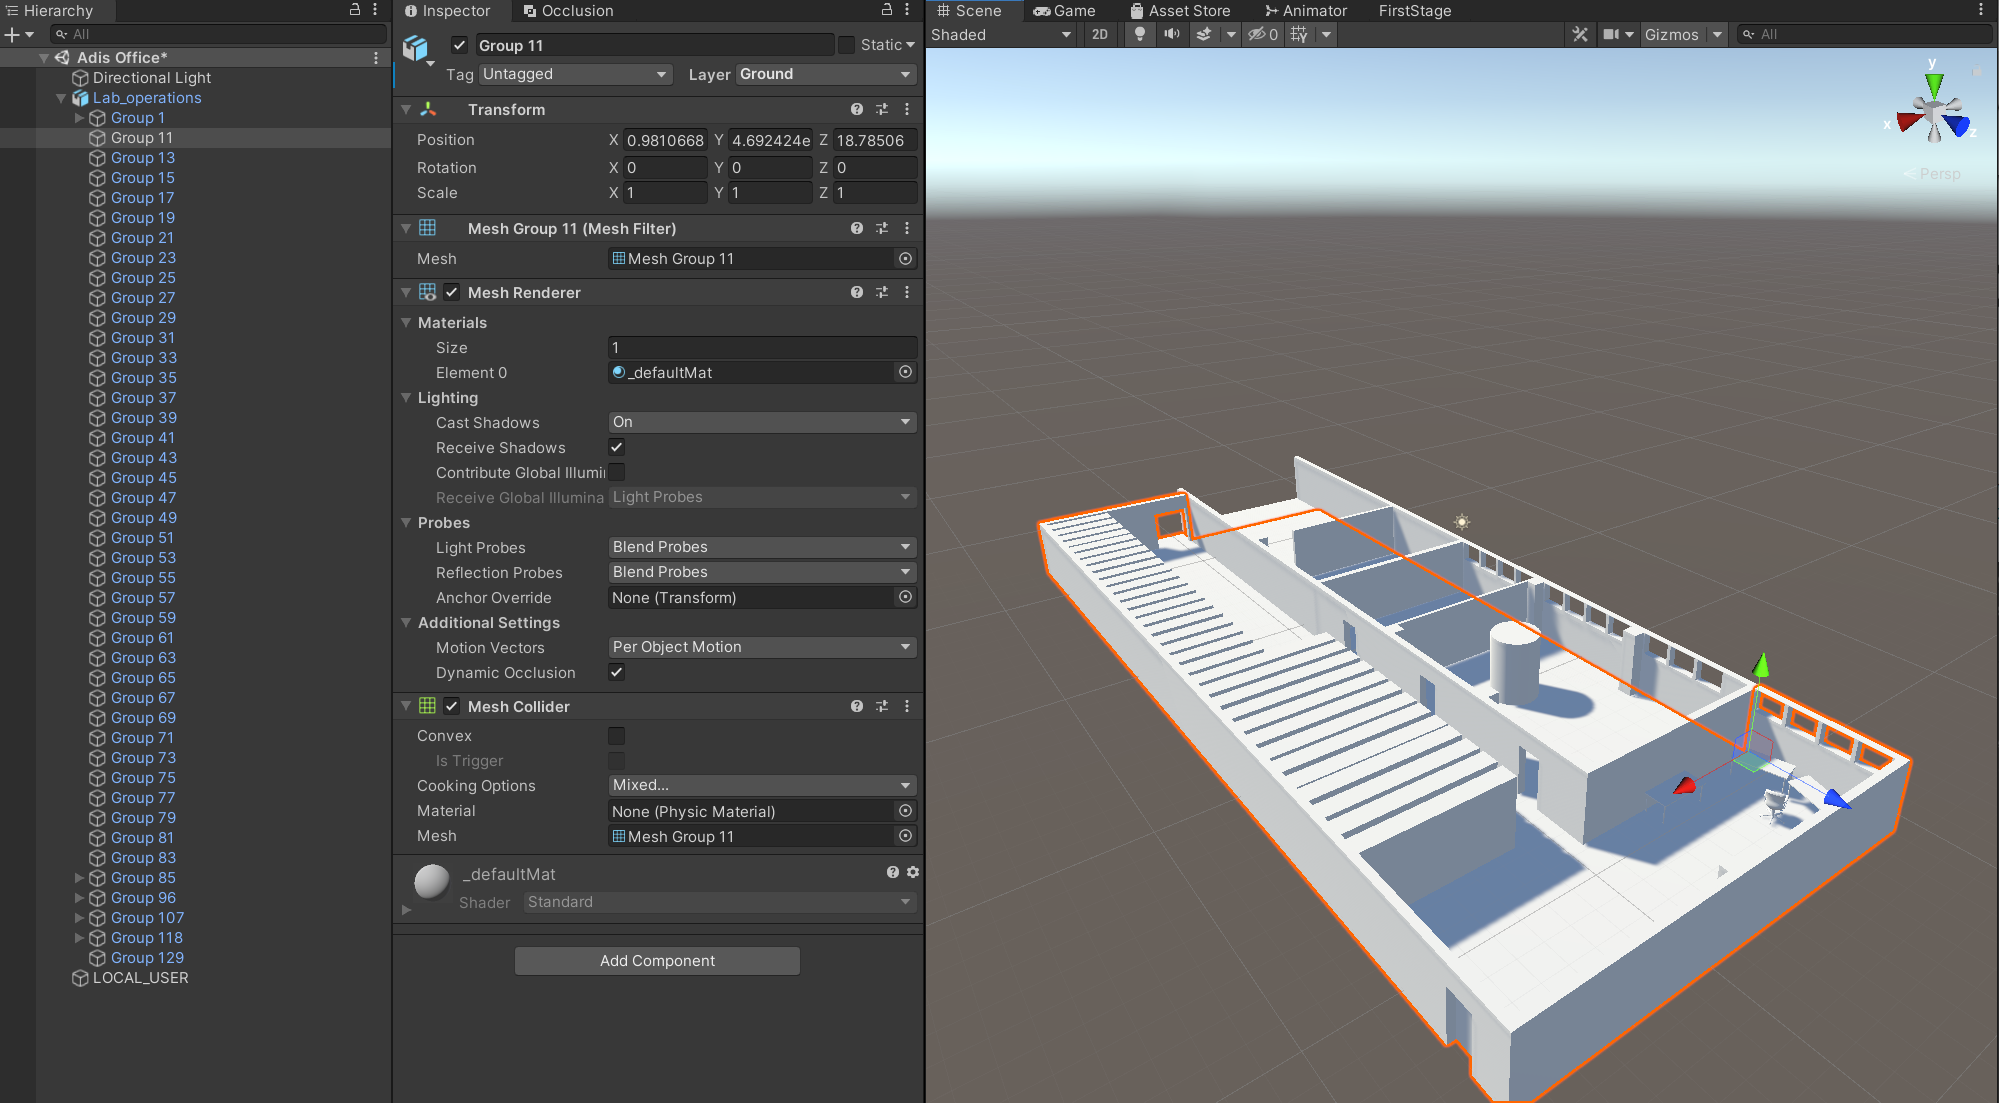 Hierarchy
All
Adis Office*
Directional Light
Lab_operations
Group 1
Group 11
Group 13
Group 15
Group 17
Group 19
Group 21
Group 23
Group 25
Group 27
Group 29
Group 31
Group 33
Group 35
Group 37
Group 39
Group 41
Group 43
Group 45
Group 47
Group 49
Group 51
Group 53
Group 55
Group 57
Group 59
Group 61
Group 63
Group 65
Group 67
Group 69
Group 71
Group 73
Group 75
Group 77
Group 79
Group 81
Group 83
Group 85
Group 96
Group 107
Group 118
Group 129
LOCAL_USER
Inspector Occlusion
Group 11 Static
Tag Untagged Layer Ground
Transform
Position X 0.9810668 Y 4.692424e Z 18.78506
Rotation X 0 Y 0 Z 0
Scale X 1 Y 1 Z 1
Mesh Group 11 (Mesh Filter)
Mesh Mesh Group 11
Mesh Renderer
Materials
Size 1
Element 0 _defaultMat
Lighting
Cast Shadows On
Receive Shadows
Contribute Global Illumi
Receive Global Illumina Light Probes
Probes
Light Probes Blend Probes
Reflection Probes Blend Probes
Anchor Override None (Transform)
Additional Settings
Motion Vectors Per Object Motion
Dynamic Occlusion
Mesh Collider
Convex
Is Trigger
Cooking Options Mixed...
Material None (Physic Material)
Mesh Mesh Group 11
_defaultMat
Shader Standard
Add Component
Scene Game Asset Store Animator FirstStage
Shaded 2D 0 Gizmos All
y
x z
Persp